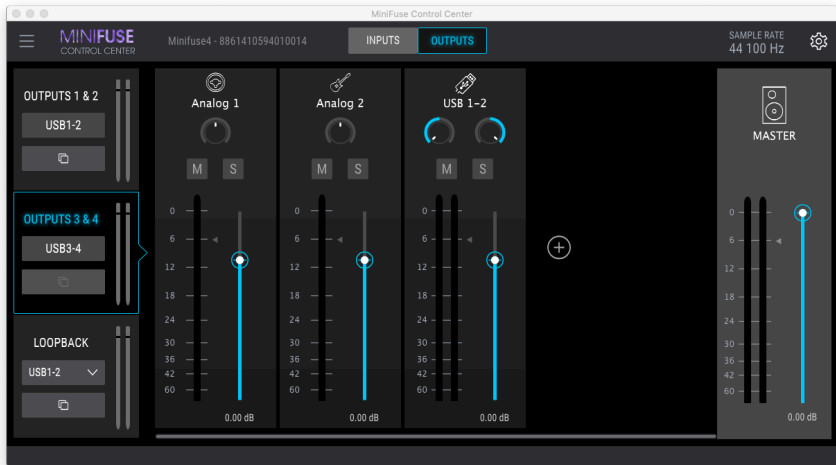 MiniFuse Control Center
MINIFUSE
CONTROL CENTER
Minifuse4 - 8861410594010014
INPUTS
OUTPUTS
SAMPLE RATE
44 100 Hz
OUTPUTS 1 & 2
USB1-2
OUTPUTS 3 & 4
USB3-4
LOOPBACK
USB1-2
Analog 1
M S
0
6
12
18
24
30
36
42
60
0.00 dB
Analog 2
M S
0
6
12
18
24
30
36
42
60
0.00 dB
USB 1-2
M S
0
6
12
18
24
30
36
42
60
0.00 dB
MASTER
0
6
12
18
24
30
36
42
60
0.00 dB